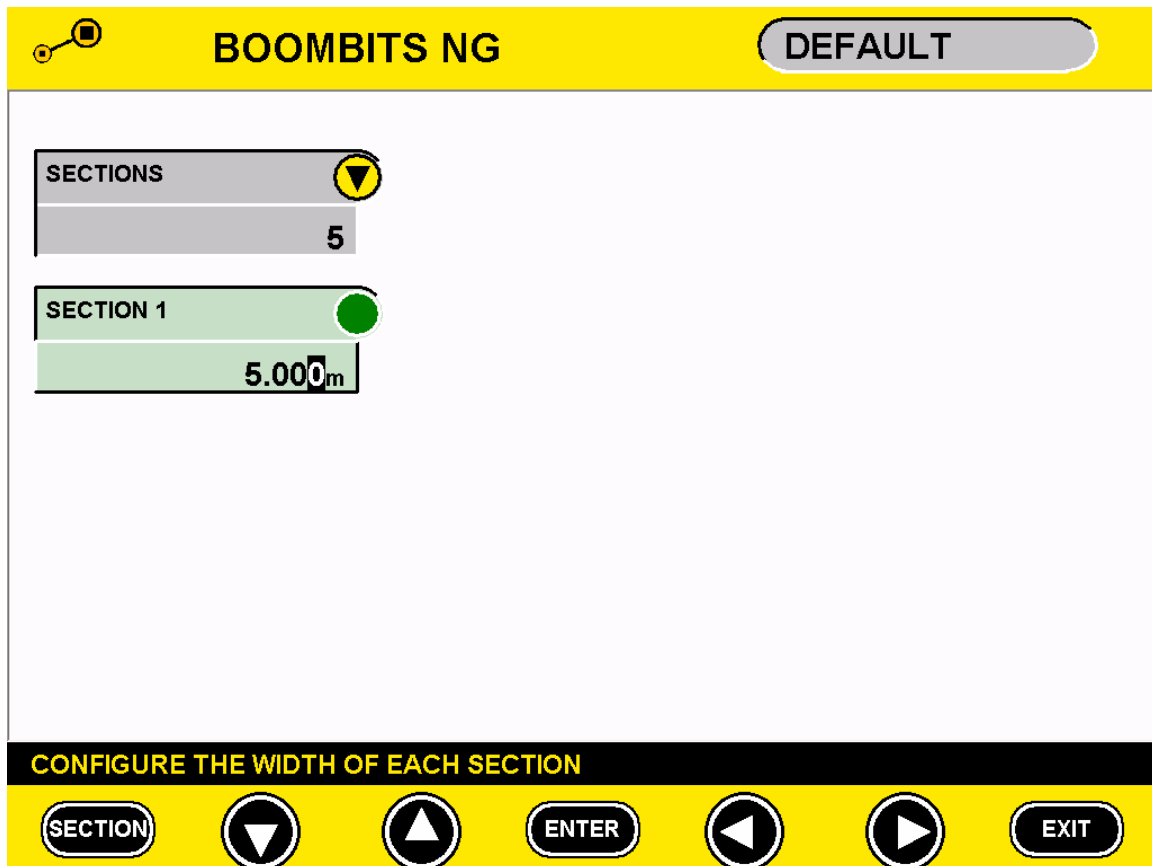 BOOMBITS NG
DEFAULT
SECTIONS
5
SECTION 1
5.000m
CONFIGURE THE WIDTH OF EACH SECTION
SECTION
ENTER
EXIT